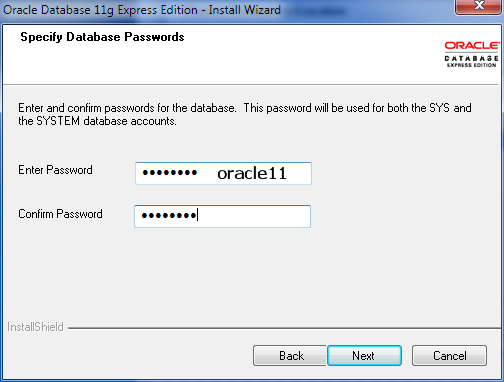 Oracle Database 11g Express Edition - Install Wizard
Specify Database Passwords
ORACLE
DATABASE
EXPRESS EDITION
Enter and confirm passwords for the database. This password will be used for both the SYS and
the SYSTEM database accounts.
Enter Password •••••••• oracle11
Confirm Password ••••••••
InstallShield
Back Next Cancel